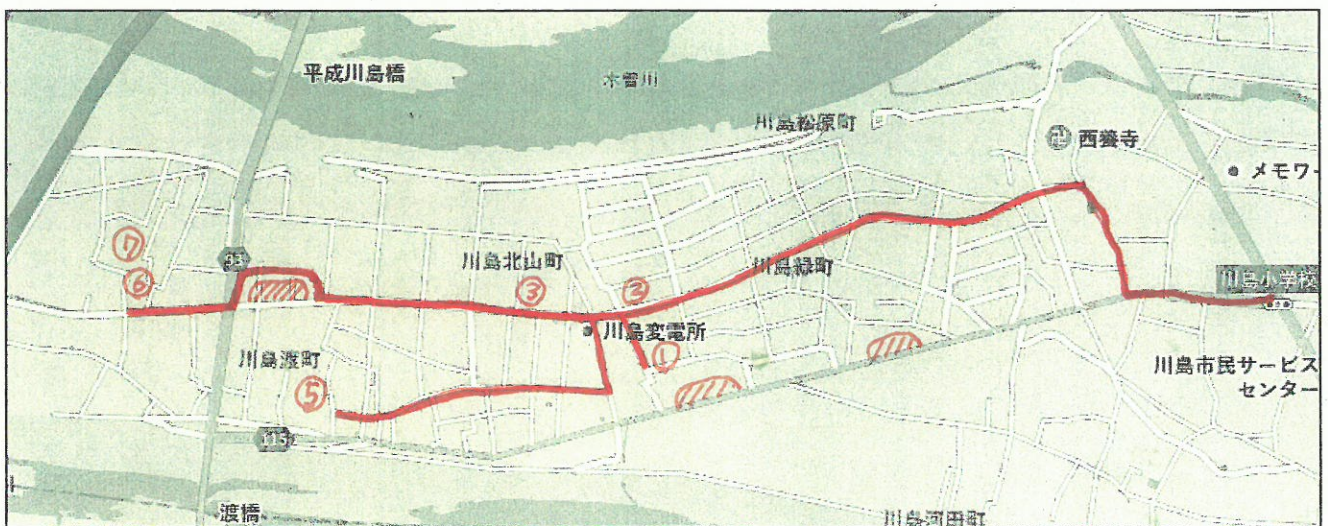 平成川島橋
木曽川
川島松原町
西養寺
メモワ
⑦
33
川島北山町
⑥
③
②
川島緑町
川島小学校
川島変電所
川島渡町
①
川島市民サービス
センター
⑤
115
渡橋
川島河田町